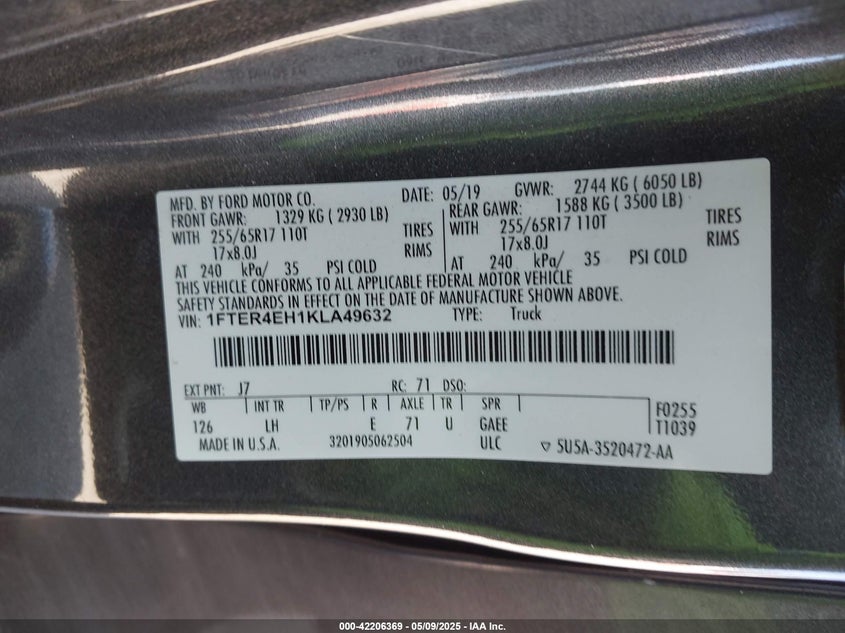 MFD. BY FORD MOTOR CO. DATE: 05/19 GVWR: 2744 KG ( 6050 LB)
FRONT GAWR: 1329 KG ( 2930 LB) REAR GAWR: 1588 KG ( 3500 LB)
WITH 255/65R17 110T TIRES WITH 255/65R17 110T TIRES
17x8.0J RIMS 17x8.0J RIMS
AT 240 kPa/ 35 PSI COLD AT 240 kPa/ 35 PSI COLD
THIS VEHICLE CONFORMS TO ALL APPLICABLE FEDERAL MOTOR VEHICLE
SAFETY STANDARDS IN EFFECT ON THE DATE OF MANUFACTURE SHOWN ABOVE.
VIN: 1FTER4EH1KLA49632 TYPE: Truck
EXT PNT: J7 RC: 71 DSO:
WB INT TR TP/PS R AXLE TR SPR F0255
126 LH E 71 U GAEE T1039
MADE IN U.S.A. 3201905062504 ULC ▽ 5U5A-3520472-AA
000-42206369 - 05/09/2025 - IAA Inc.